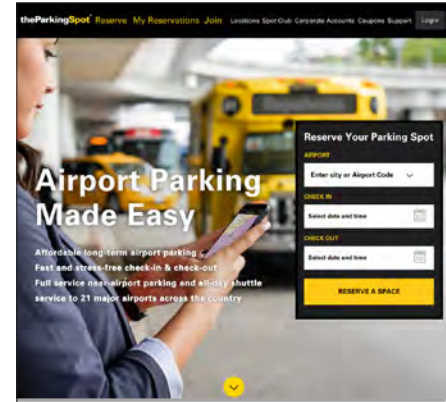 theParkingSpot Reserve My Reservations Join Locations Spot Club Corporate Accounts Coupons Support Login
Airport Parking
Made Easy
Affordable long-term airport parking
Fast and stress-free check-in & check-out
Full service near-airport parking and all-day shuttle
service to 21 major airports across the country
Reserve Your Parking Spot
AIRPORT
Enter city or Airport Code
CHECK IN
Select date and time
CHECK OUT
Select date and time
RESERVE A SPACE